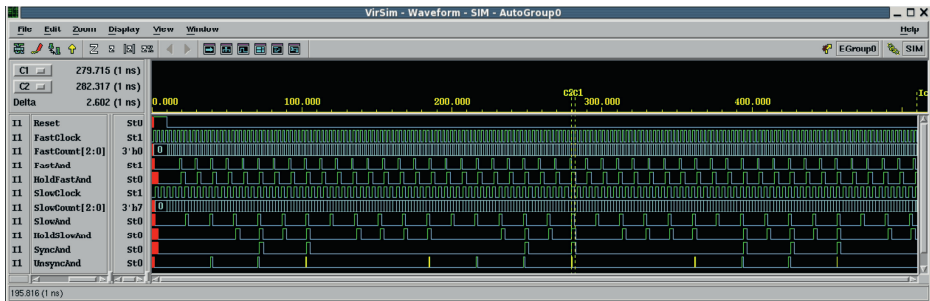 VirSim - Waveform - SIM - AutoGroup0
File Edit Zoom Display View Window Help
EGroup0 SIM
C1 279.715 (1 ns)
C2 282.317 (1 ns)
Delta 2.602 (1 ns)
C2C1
0.000 100.000 200.000 300.000 400.000
I1 Reset St0
I1 FastClock St1
I1 FastCount[2:0] 3'h0 0
I1 FastAnd St1
I1 HoldFastAnd St0
I1 SlowClock St1
I1 SlowCount[2:0] 3'h7 0
I1 SlowAnd St0
I1 HoldSlowAnd St0
I1 SyncAnd St0
I1 UnsyncAnd St0
195.816 (1 ns)